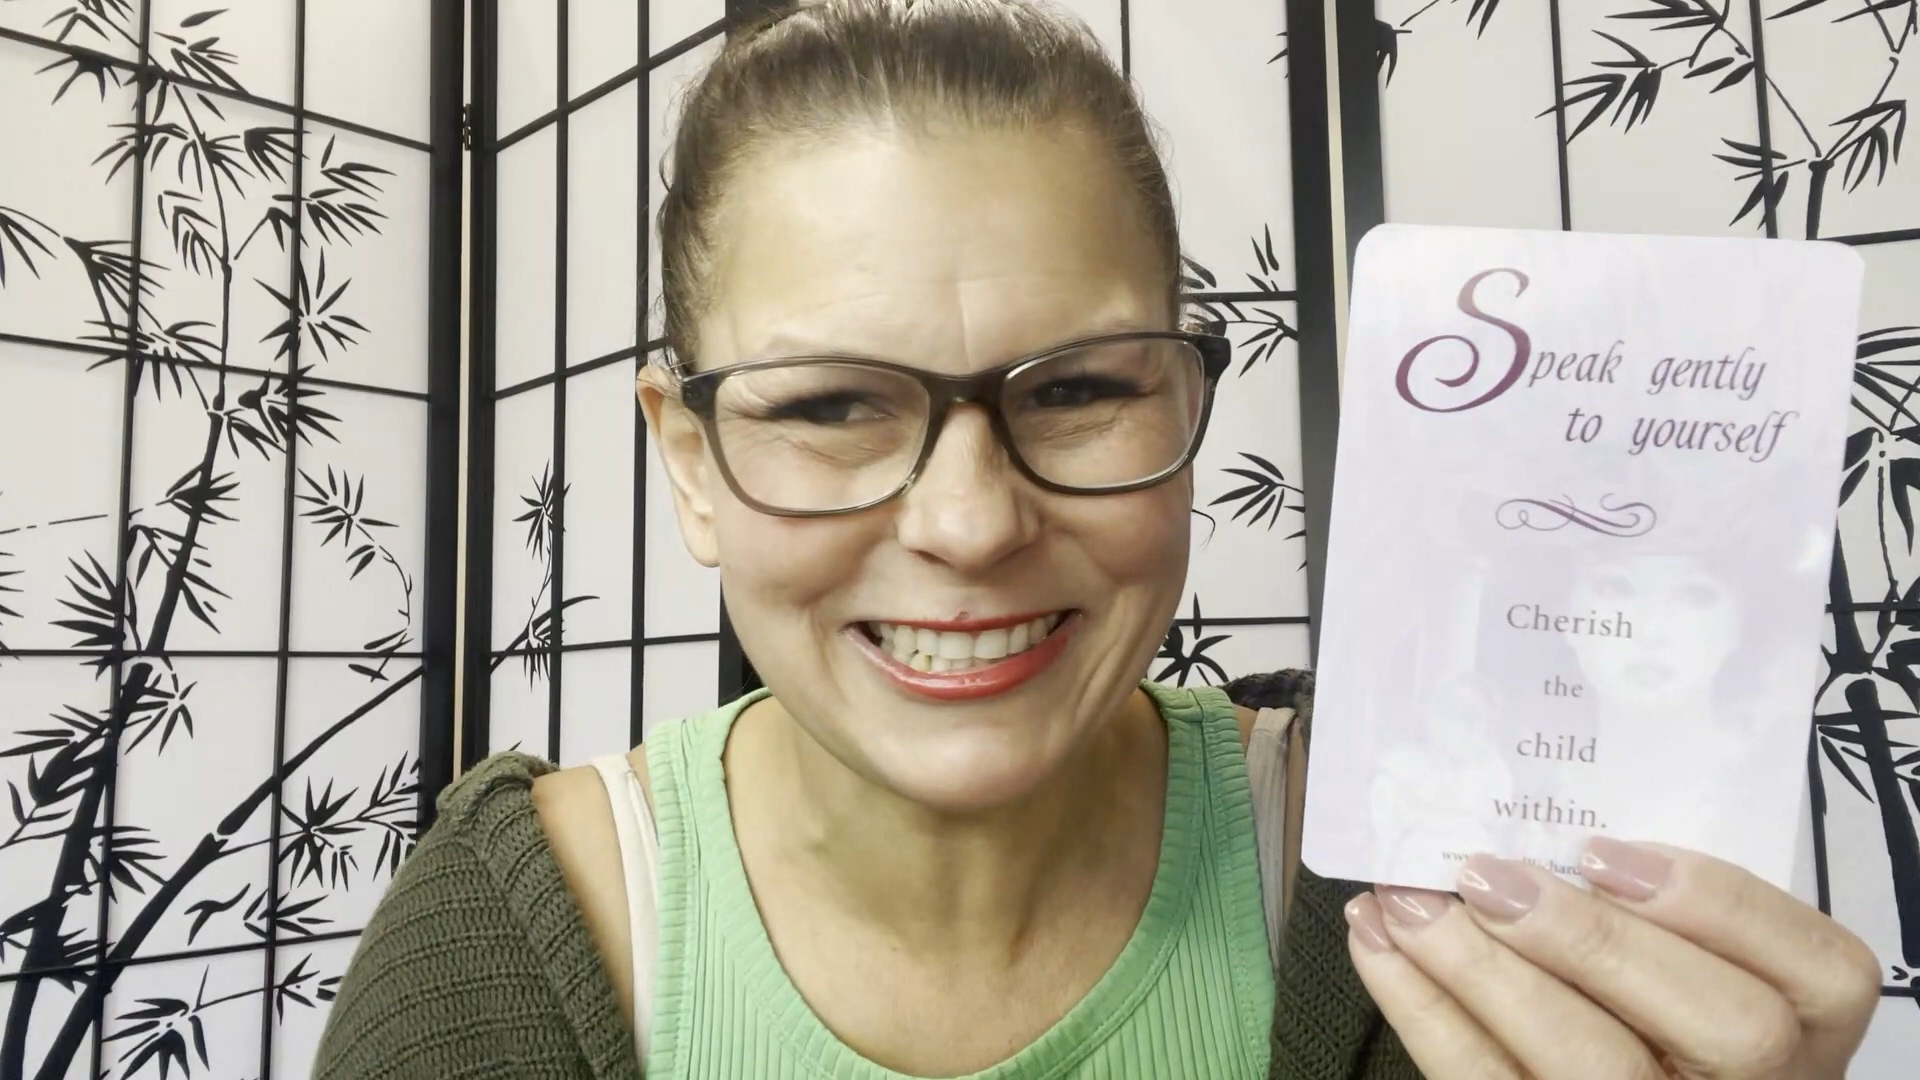 Speak gently
to yourself
Cherish
the
child
within.